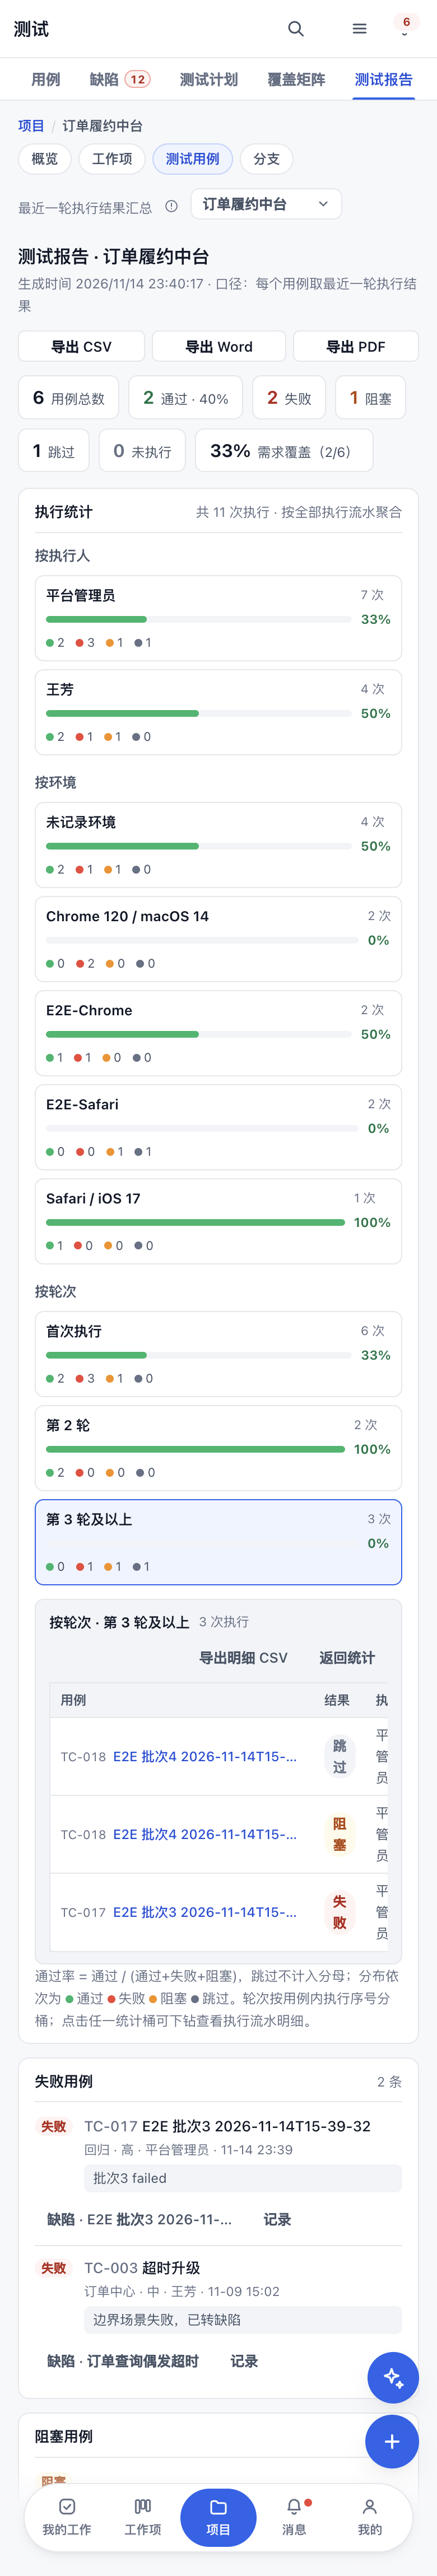 测试
6
用例 缺陷 12 测试计划 覆盖矩阵 测试报告
项目 / 订单履约中台
概览 工作项 测试用例 分支
最近一轮执行结果汇总 订单履约中台
测试报告 · 订单履约中台
生成时间 2026/11/14 23:40:17 · 口径：每个用例取最近一轮执行结
果
导出 CSV 导出 Word 导出 PDF
6 用例总数 2 通过 · 40% 2 失败 1 阻塞
1 跳过 0 未执行 33% 需求覆盖（2/6）
执行统计 共 11 次执行 · 按全部执行流水聚合
按执行人
平台管理员 7 次
33%
2 3 1 1
王芳 4 次
50%
2 1 1 0
按环境
未记录环境 4 次
50%
2 1 1 0
Chrome 120 / macOS 14 2 次
0%
0 2 0 0
E2E-Chrome 2 次
50%
1 1 0 0
E2E-Safari 2 次
0%
0 0 1 1
Safari / iOS 17 1 次
100%
1 0 0 0
按轮次
首次执行 6 次
33%
2 3 1 0
第 2 轮 2 次
100%
2 0 0 0
第 3 轮及以上 3 次
0%
0 1 1 1
按轮次 · 第 3 轮及以上 3 次执行
导出明细 CSV 返回统计
用例 结果 执
TC-018 E2E 批次4 2026-11-14T15-... 跳过 平管员
TC-018 E2E 批次4 2026-11-14T15-... 阻塞 平管员
TC-017 E2E 批次3 2026-11-14T15-... 失败 平管员
通过率 = 通过 / (通过+失败+阻塞)，跳过不计入分母；分布依
次为 通过 失败 阻塞 跳过。轮次按用例内执行序号分
桶；点击任一统计桶可下钻查看执行流水明细。
失败用例 2 条
失败 TC-017 E2E 批次3 2026-11-14T15-39-32
回归 · 高 · 平台管理员 · 11-14 23:39
批次3 failed
缺陷 · E2E 批次3 2026-11-... 记录
失败 TC-003 超时升级
订单中心 · 中 · 王芳 · 11-09 15:02
边界场景失败，已转缺陷
缺陷 · 订单查询偶发超时 记录
阻塞用例
阻塞
我的工作 工作项 项目 消息 我的